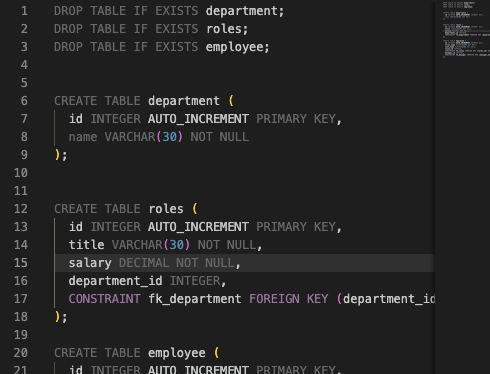 1 DROP TABLE IF EXISTS department;
2 DROP TABLE IF EXISTS roles;
3 DROP TABLE IF EXISTS employee;
4
5
6 CREATE TABLE department (
7 id INTEGER AUTO_INCREMENT PRIMARY KEY,
8 name VARCHAR(30) NOT NULL
9 );
10
11
12 CREATE TABLE roles (
13 id INTEGER AUTO_INCREMENT PRIMARY KEY,
14 title VARCHAR(30) NOT NULL,
15 salary DECIMAL NOT NULL,
16 department_id INTEGER,
17 CONSTRAINT fk_department FOREIGN KEY (department_id
18 );
19
20 CREATE TABLE employee (
21 id INTEGER AUTO_INCREMENT PRIMARY KEY,